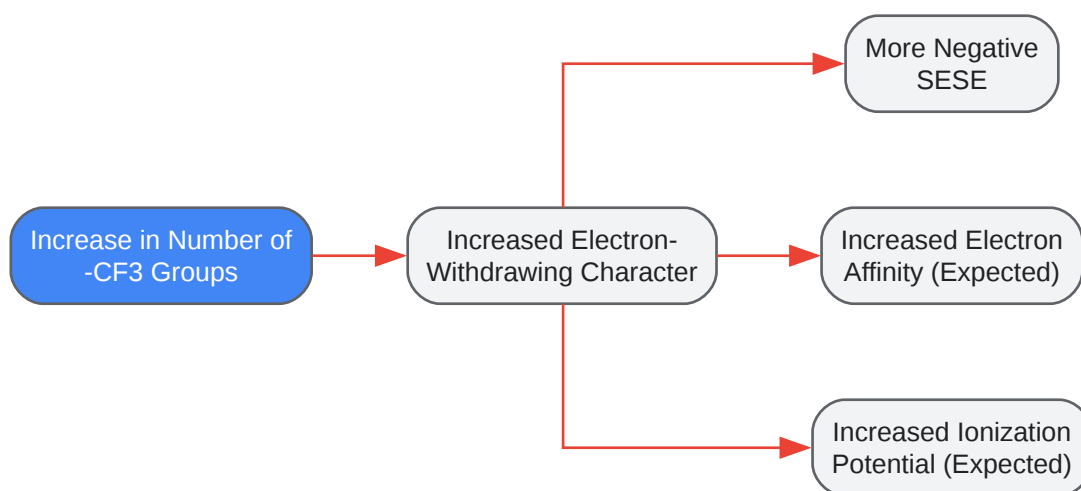 More Negative
SESE
Increase in Number of
-CF3 Groups
Increased Electron-
Withdrawing Character
Increased Electron
Affinity (Expected)
Increased Ionization
Potential (Expected)